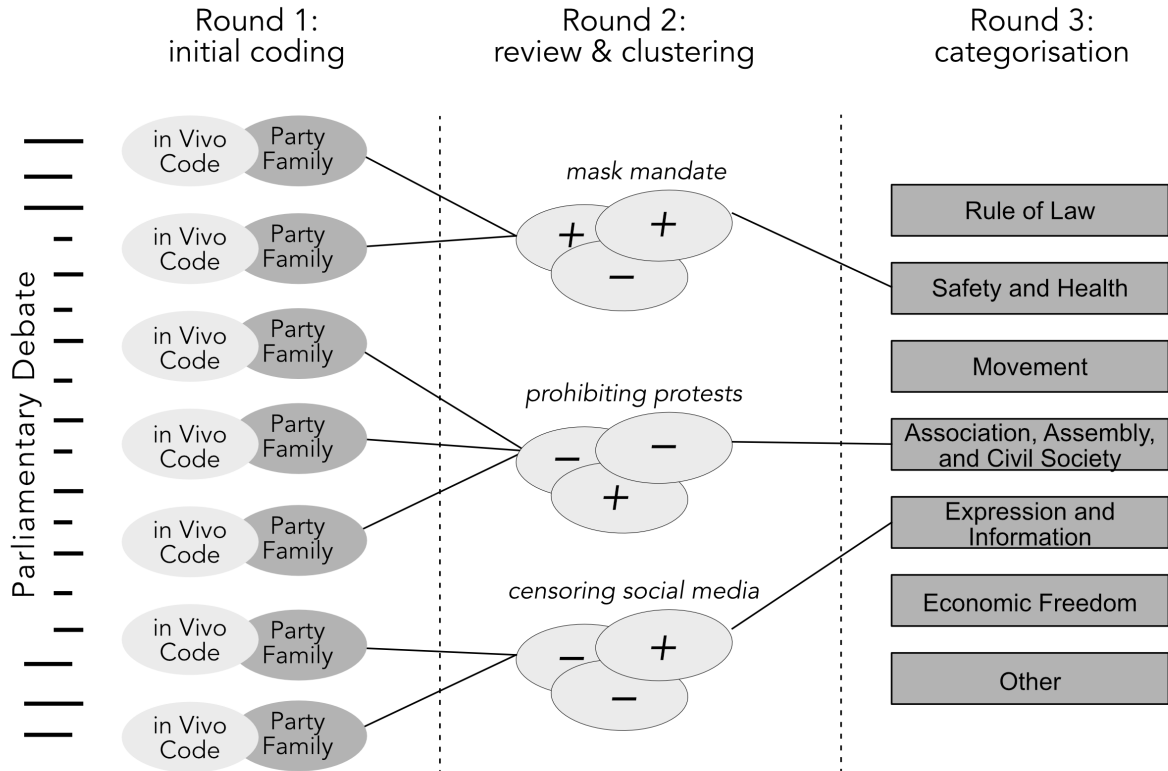 Round 1:
initial coding
Round 2:
review & clustering
Round 3:
categorisation
Parliamentary Debate
in Vivo
Code
Party
Family
in Vivo
Code
Party
Family
in Vivo
Code
Party
Family
in Vivo
Code
Party
Family
in Vivo
Code
Party
Family
in Vivo
Code
Party
Family
in Vivo
Code
Party
Family
mask mandate
+
+
–
prohibiting protests
–
–
+
censoring social media
–
+
–
Rule of Law
Safety and Health
Movement
Association, Assembly,
and Civil Society
Expression and
Information
Economic Freedom
Other